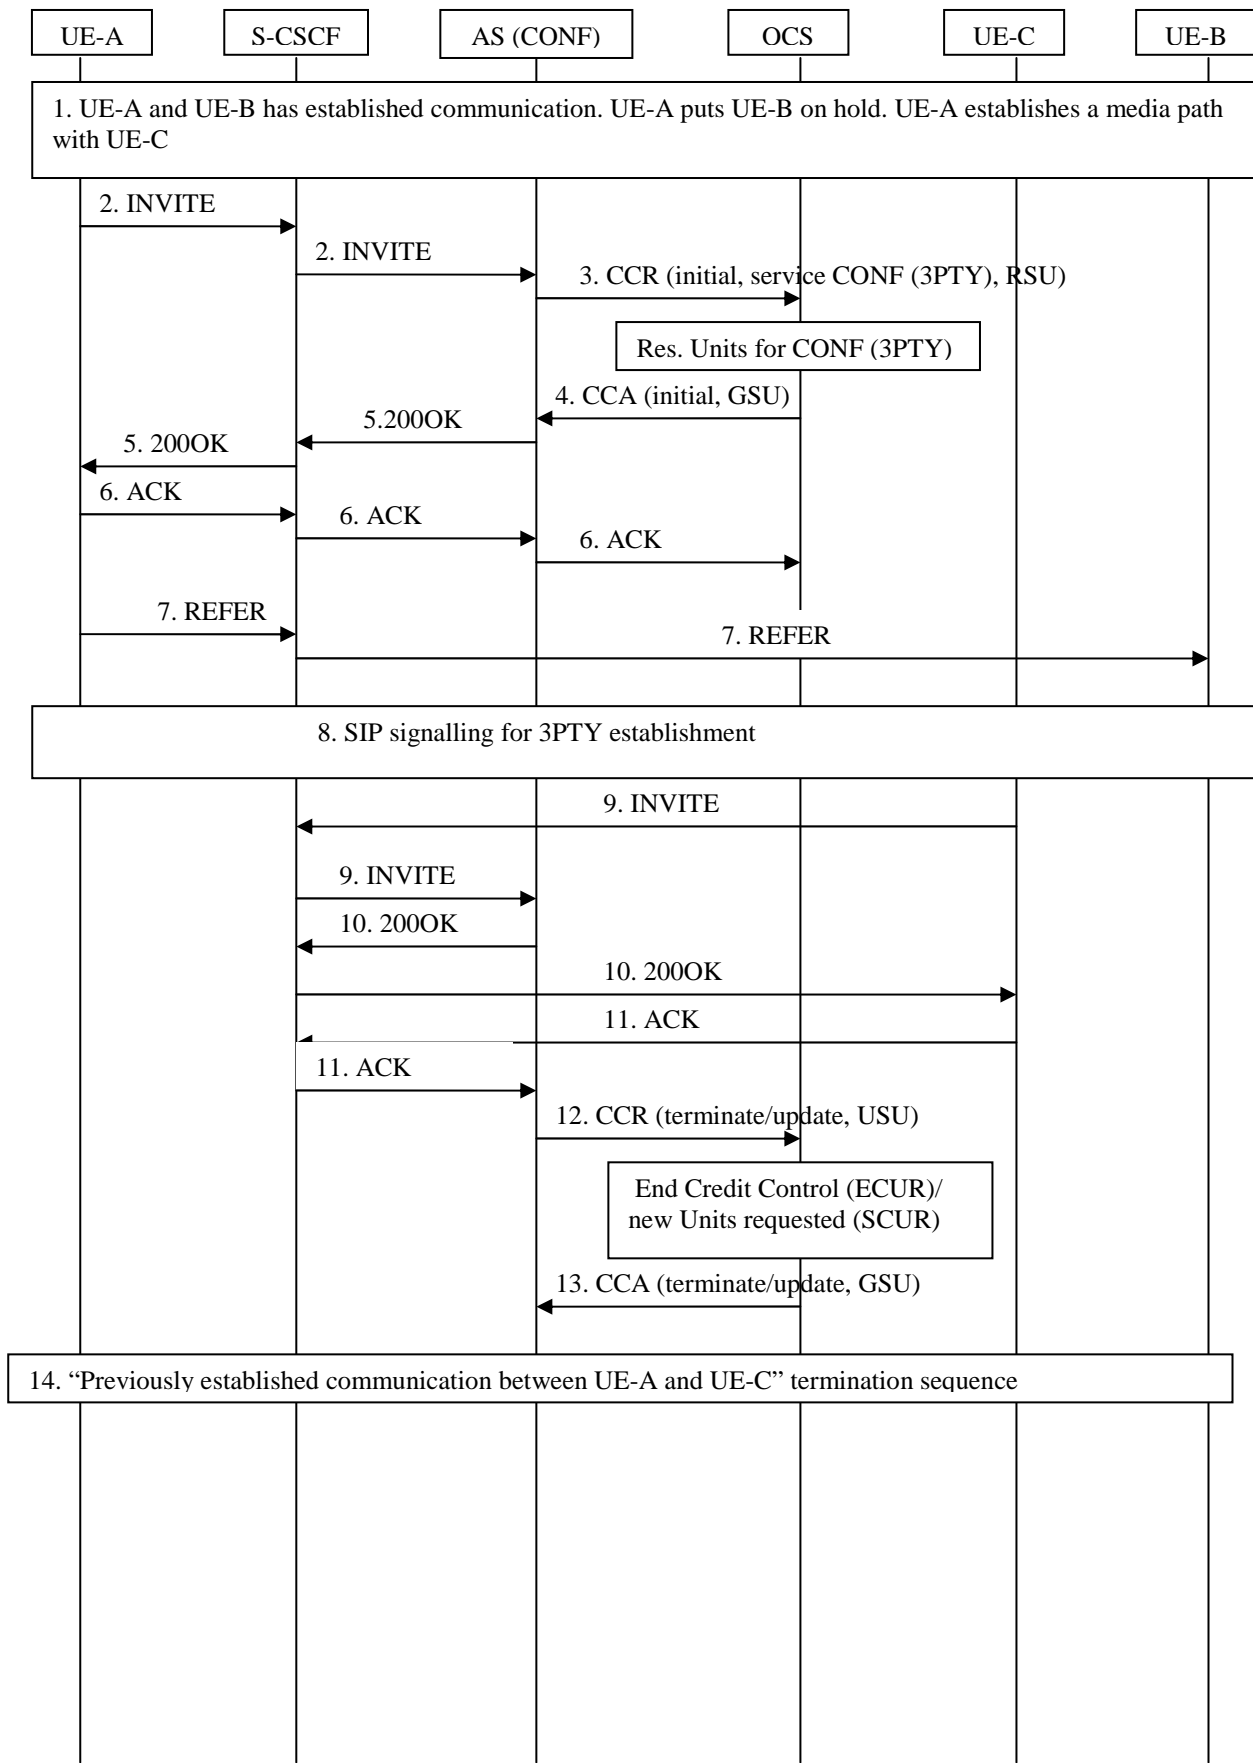 UE-A
S-CSCF
AS (CONF)
OCS
UE-C
UE-B
1. UE-A and UE-B has established communication. UE-A puts UE-B on hold. UE-A establishes a media path
with UE-C
2. INVITE
2. INVITE
3. CCR (initial, service CONF (3PTY), RSU)
Res. Units for CONF (3PTY)
4. CCA (initial, GSU)
5.200OK
5. 200OK
6. ACK
6. ACK
6. ACK
7. REFER
7. REFER
8. SIP signalling for 3PTY establishment
9. INVITE
9. INVITE
10. 200OK
10. 200OK
11. ACK
11. ACK
12. CCR (terminate/update, USU)
End Credit Control (ECUR)/
new Units requested (SCUR)
13. CCA (terminate/update, GSU)
14. “Previously established communication between UE-A and UE-C” termination sequence